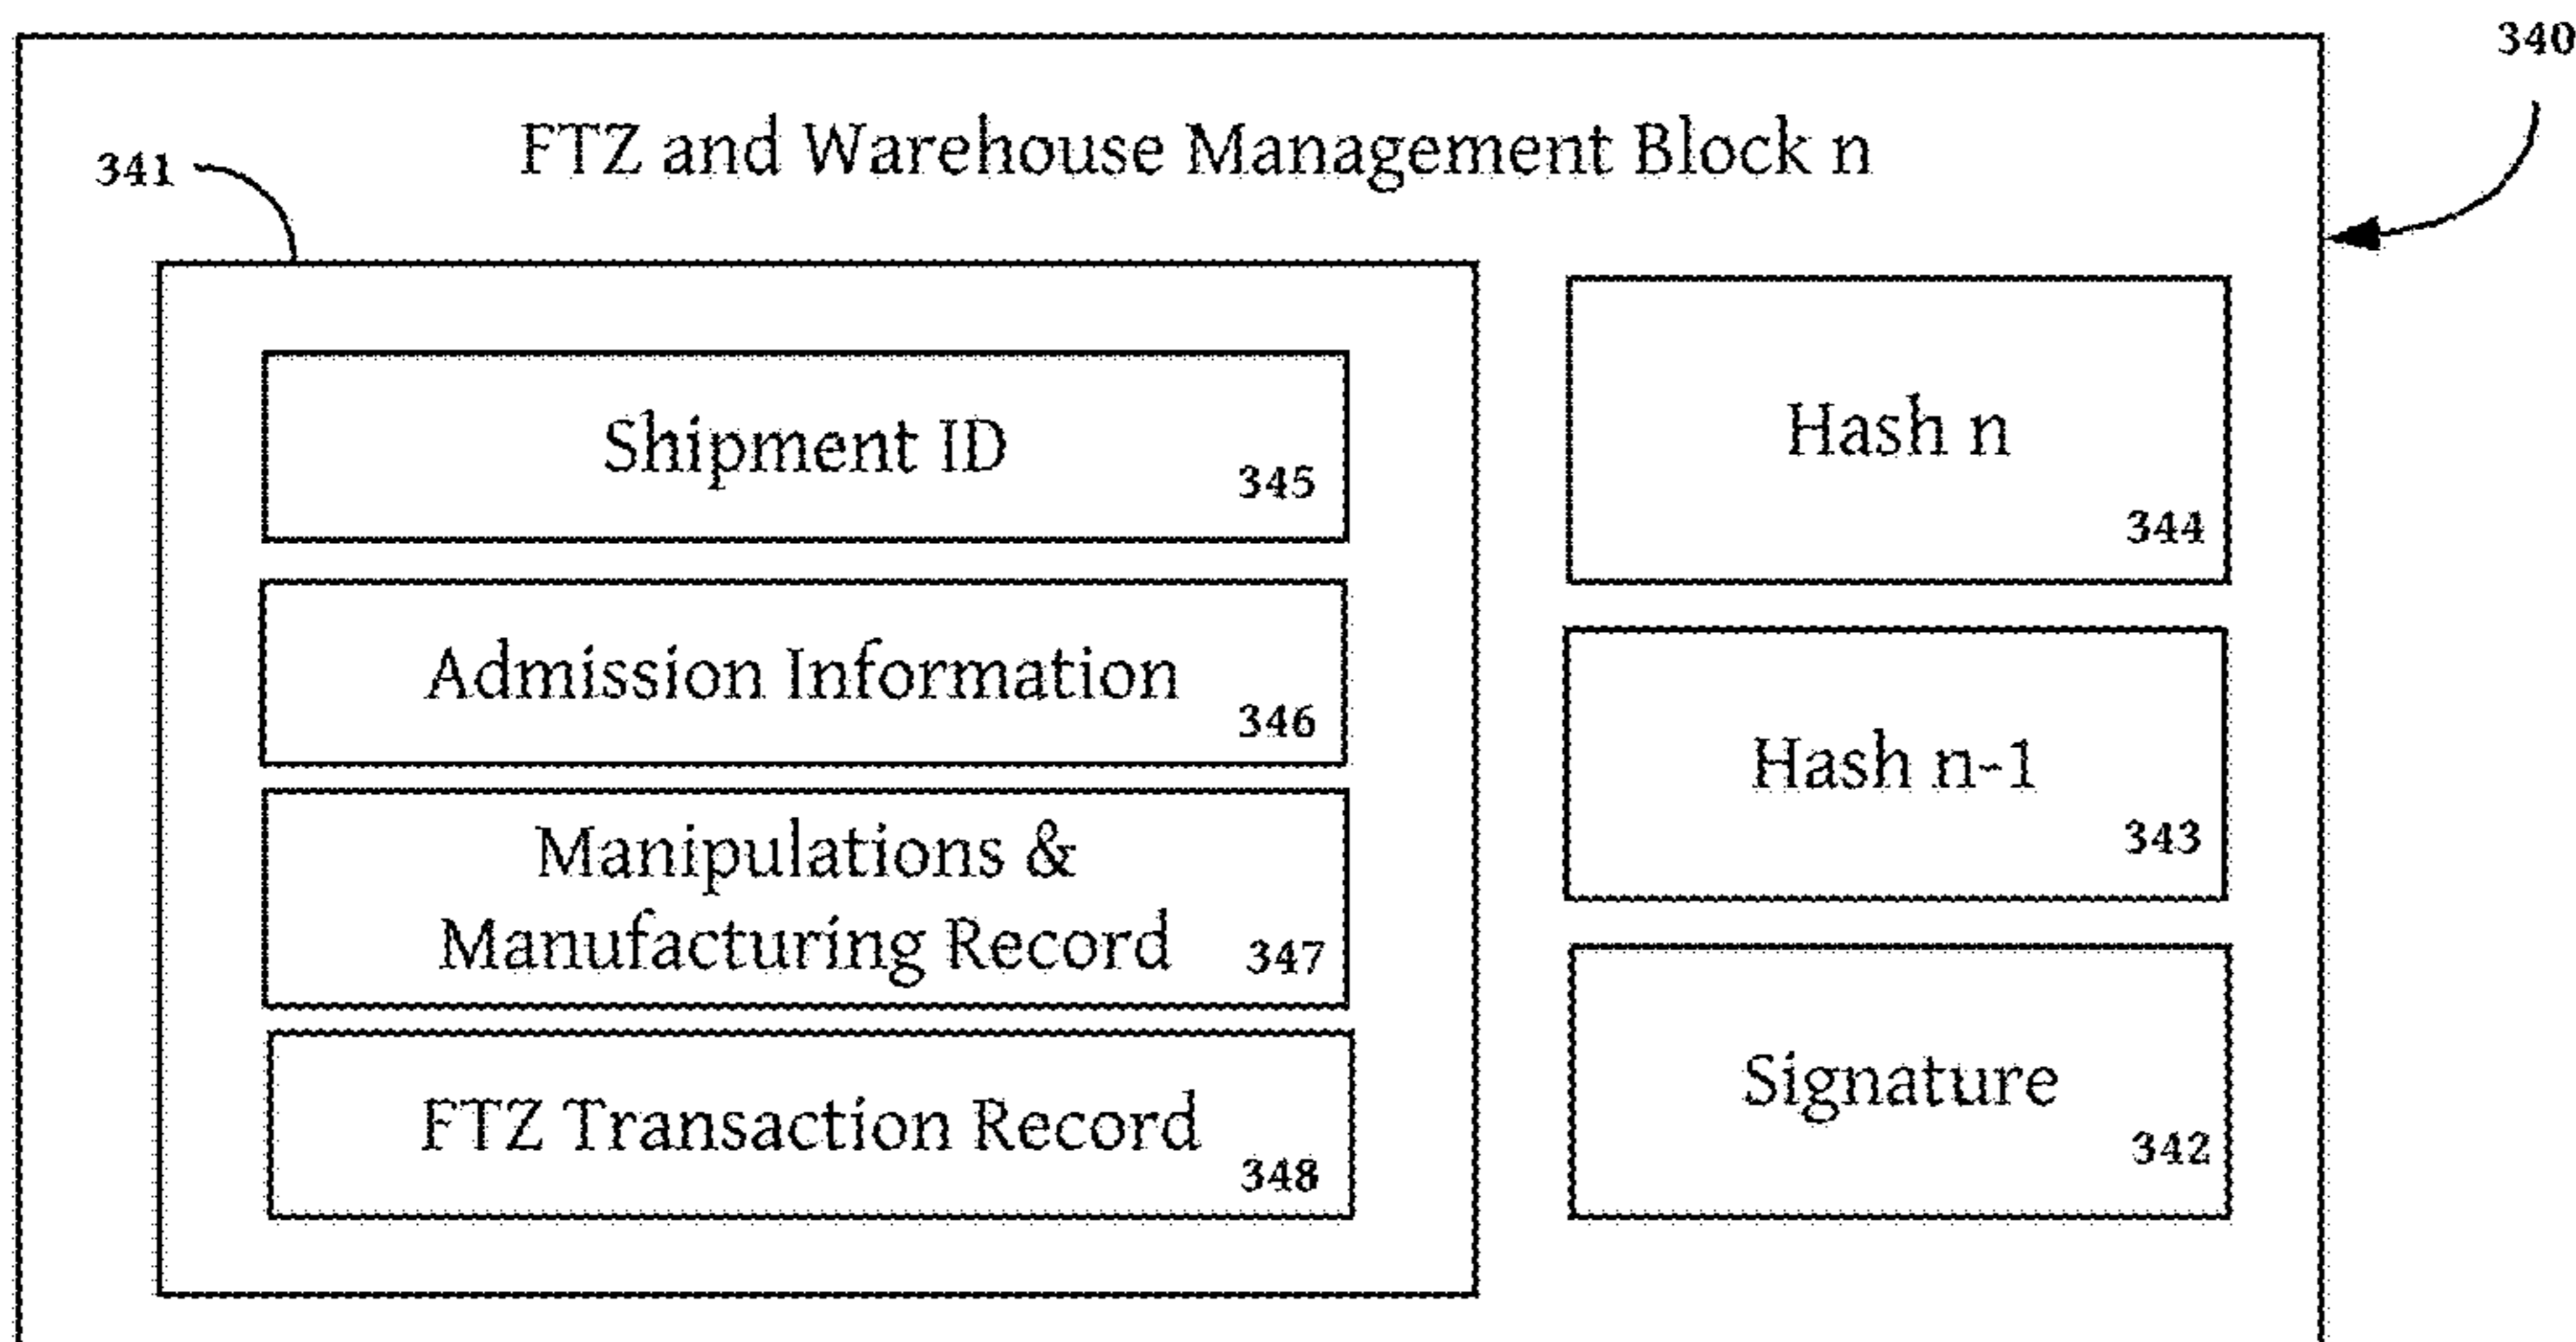 340
FTZ and Warehouse Management Block n
341
Shipment ID
345
Admission Information
346
Manipulations &
Manufacturing Record 347
FTZ Transaction Record
348
Hash n
344
Hash n-1
343
Signature
342